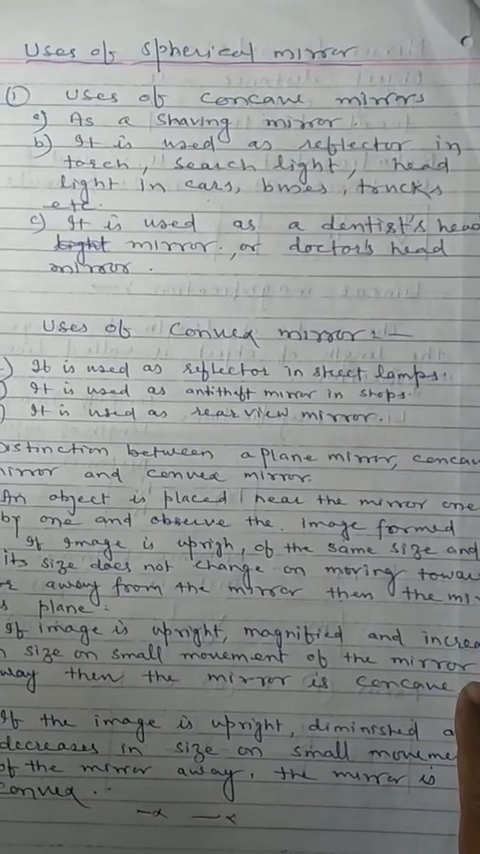 Uses of spherical mirror
① Uses of concave mirrors
a) As a shaving mirror.
b) It is used as reflector in
torch, search light, head
light in cars, buses, trucks
etc.
c) It is used as a dentist's head
light mirror, or doctor's head
mirror.
Uses of convex mirror :-
) It is used as reflector in street lamps.
) It is used as antitheft mirror in shops.
) It is used as rear view mirror.
Distinction between a plane mirror, concav
mirror and convex mirror.
An object is placed near the mirror one
by one and observe the image formed
If Image is uprigh, of the same size and
its size does not change on moving towa
or away from the mirror then the mi-
s plane.
If image is upright, magnified and increa
n size on small movement of the mirror
way then the mirror is concave
If the image is upright, diminished a
decreases in size on small moveme
of the mirror away, the mirror is
convex.